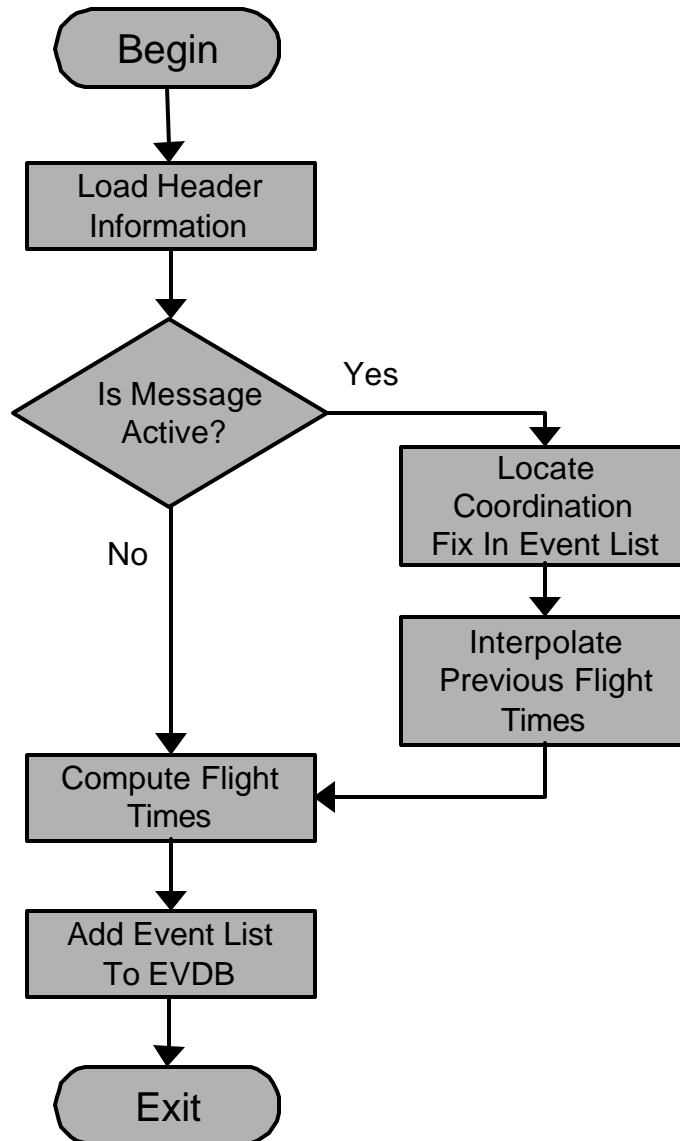 Begin
Load Header
Information
Is Message
Active?
Yes
No
Locate
Coordination
Fix In Event List
Interpolate
Previous Flight
Times
Compute Flight
Times
Add Event List
To EVDB
Exit